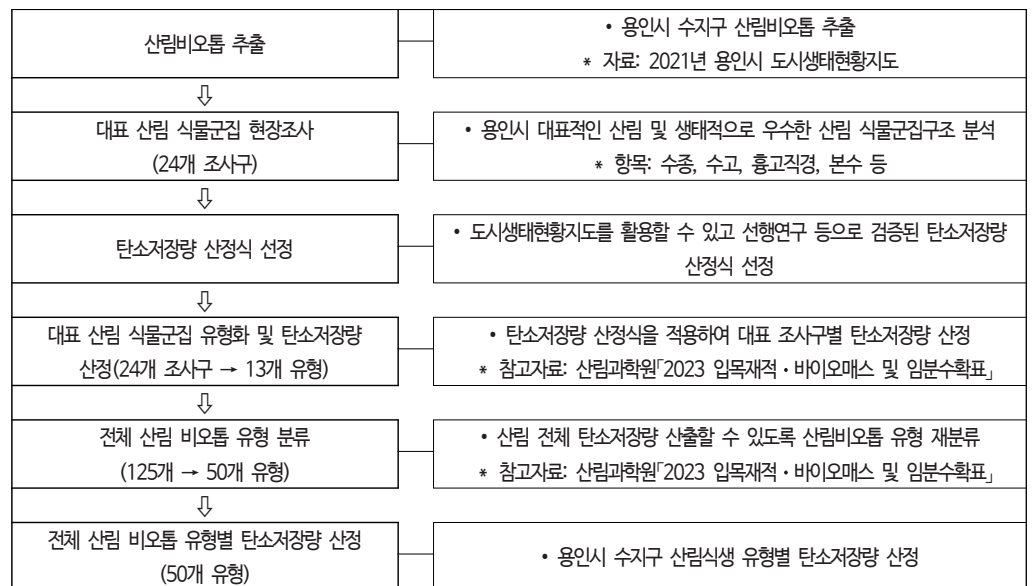 산림비오톱 추출
• 용인시 수지구 산림비오톱 추출
* 자료: 2021년 용인시 도시생태현황지도
⇩
대표 산림 식물군집 현장조사
(24개 조사구)
• 용인시 대표적인 산림 및 생태적으로 우수한 산림 식물군집구조 분석
* 항목: 수종, 수고, 흉고직경, 본수 등
⇩
탄소저장량 산정식 선정
• 도시생태현황지도를 활용할 수 있고 선행연구 등으로 검증된 탄소저장량
산정식 선정
⇩
대표 산림 식물군집 유형화 및 탄소저장량
산정(24개 조사구 → 13개 유형)
• 탄소저장량 산정식을 적용하여 대표 조사구별 탄소저장량 산정
* 참고자료: 산림과학원「2023 입목재적·바이오매스 및 임분수확표」
⇩
전체 산림 비오톱 유형 분류
(125개 → 50개 유형)
• 산림 전체 탄소저장량 산출할 수 있도록 산림비오톱 유형 재분류
* 참고자료: 산림과학원「2023 입목재적·바이오매스 및 임분수확표」
⇩
전체 산림 비오톱 유형별 탄소저장량 산정
(50개 유형)
• 용인시 수지구 산림식생 유형별 탄소저장량 산정